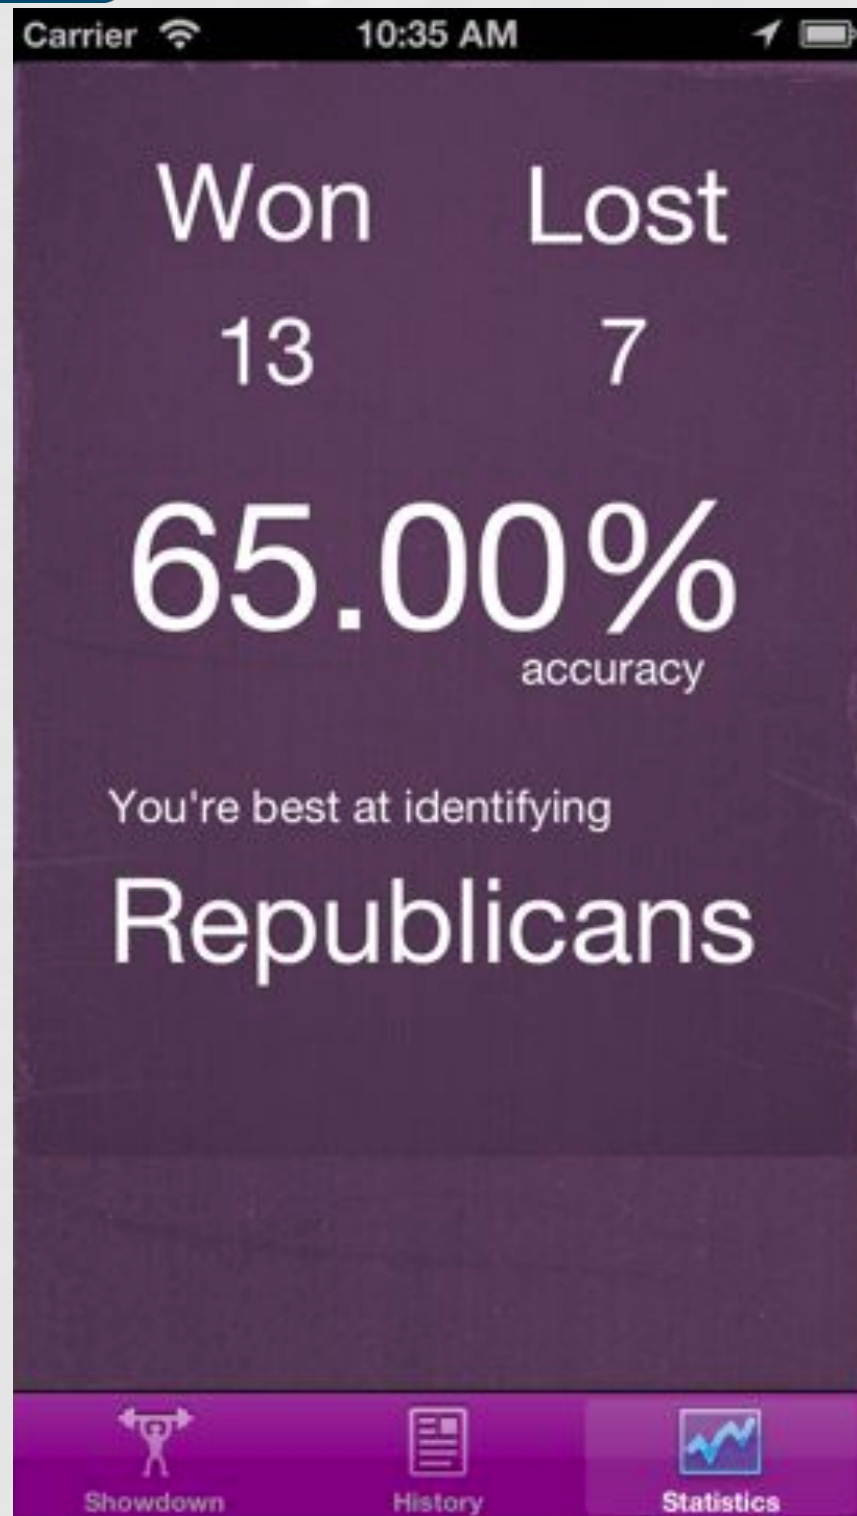 Carrier 10:35 AM
Won Lost
13 7
65.00%
accuracy
You're best at identifying
Republicans
Showdown History Statistics